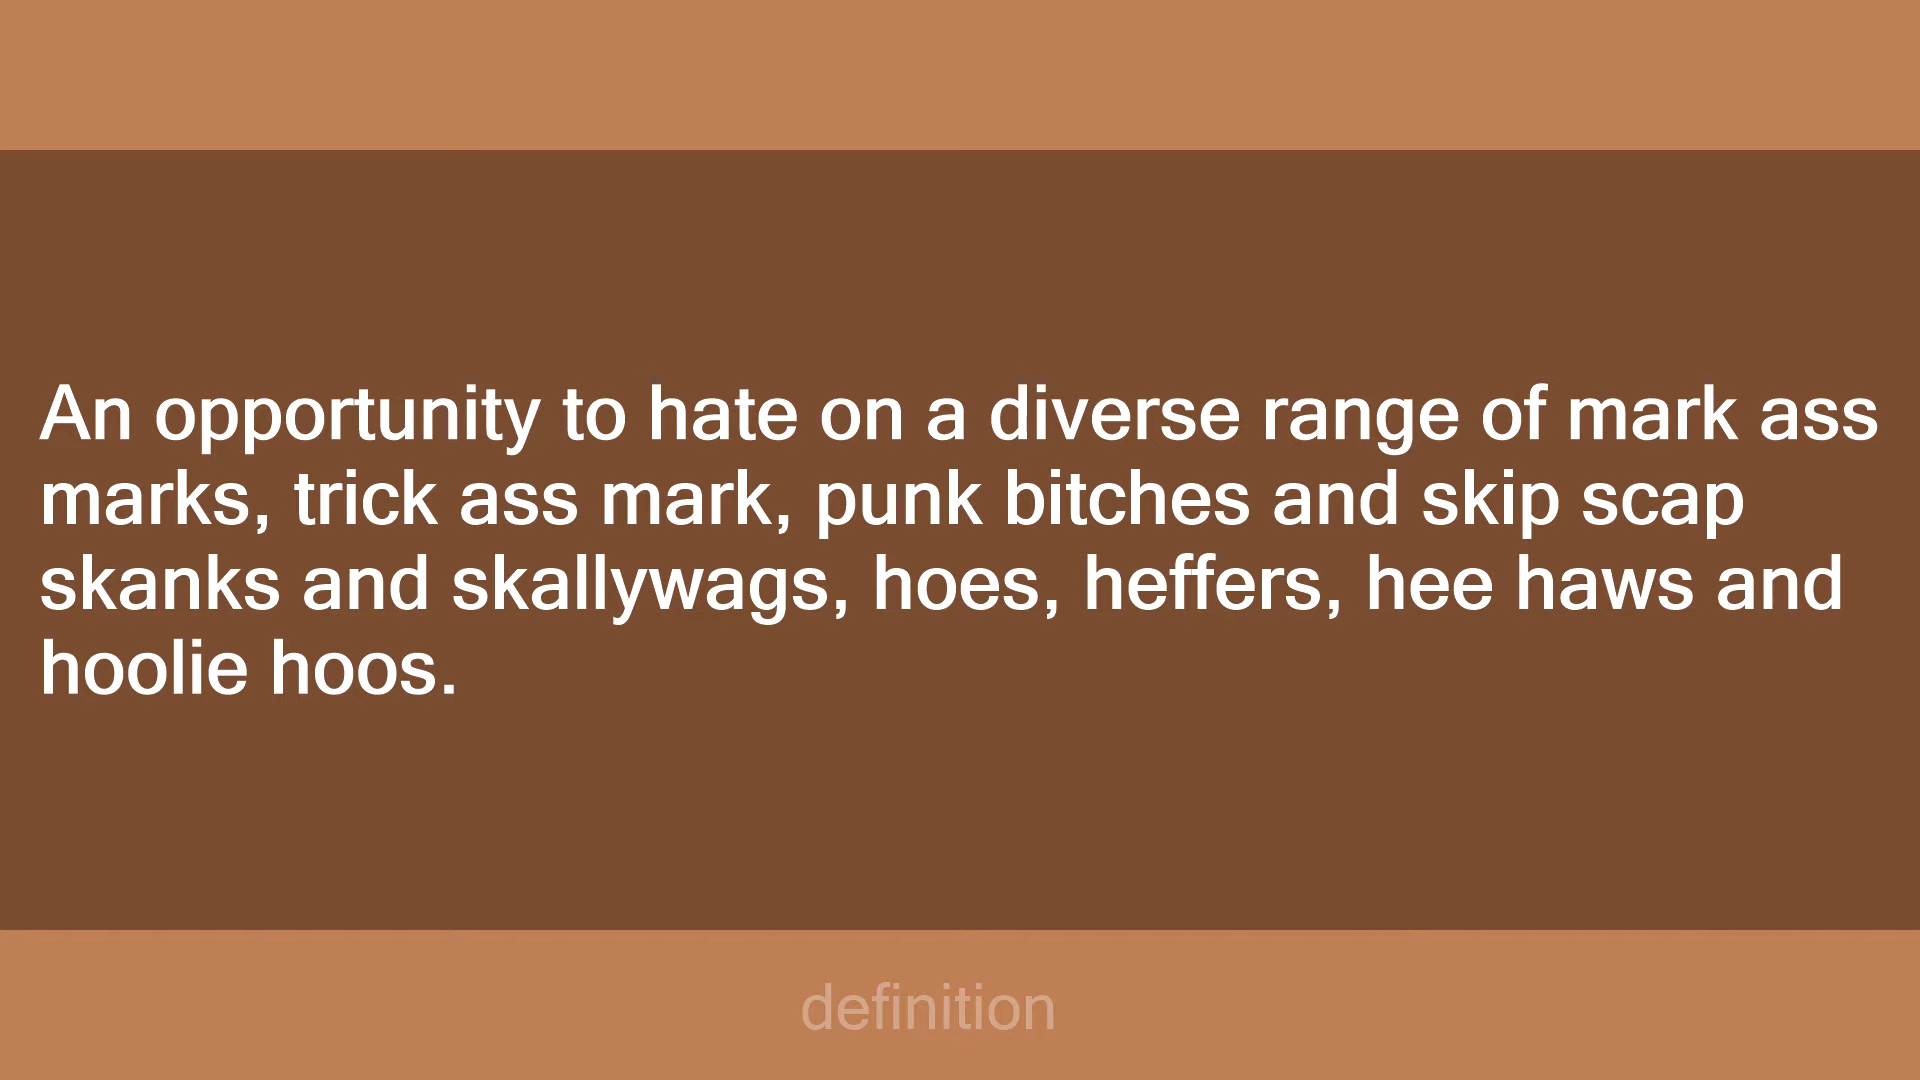 An opportunity to hate on a diverse range of mark ass
marks, trick ass mark, punk bitches and skip scap
skanks and skallywags, hoes, heffers, hee haws and
hoolie hoos.
definition